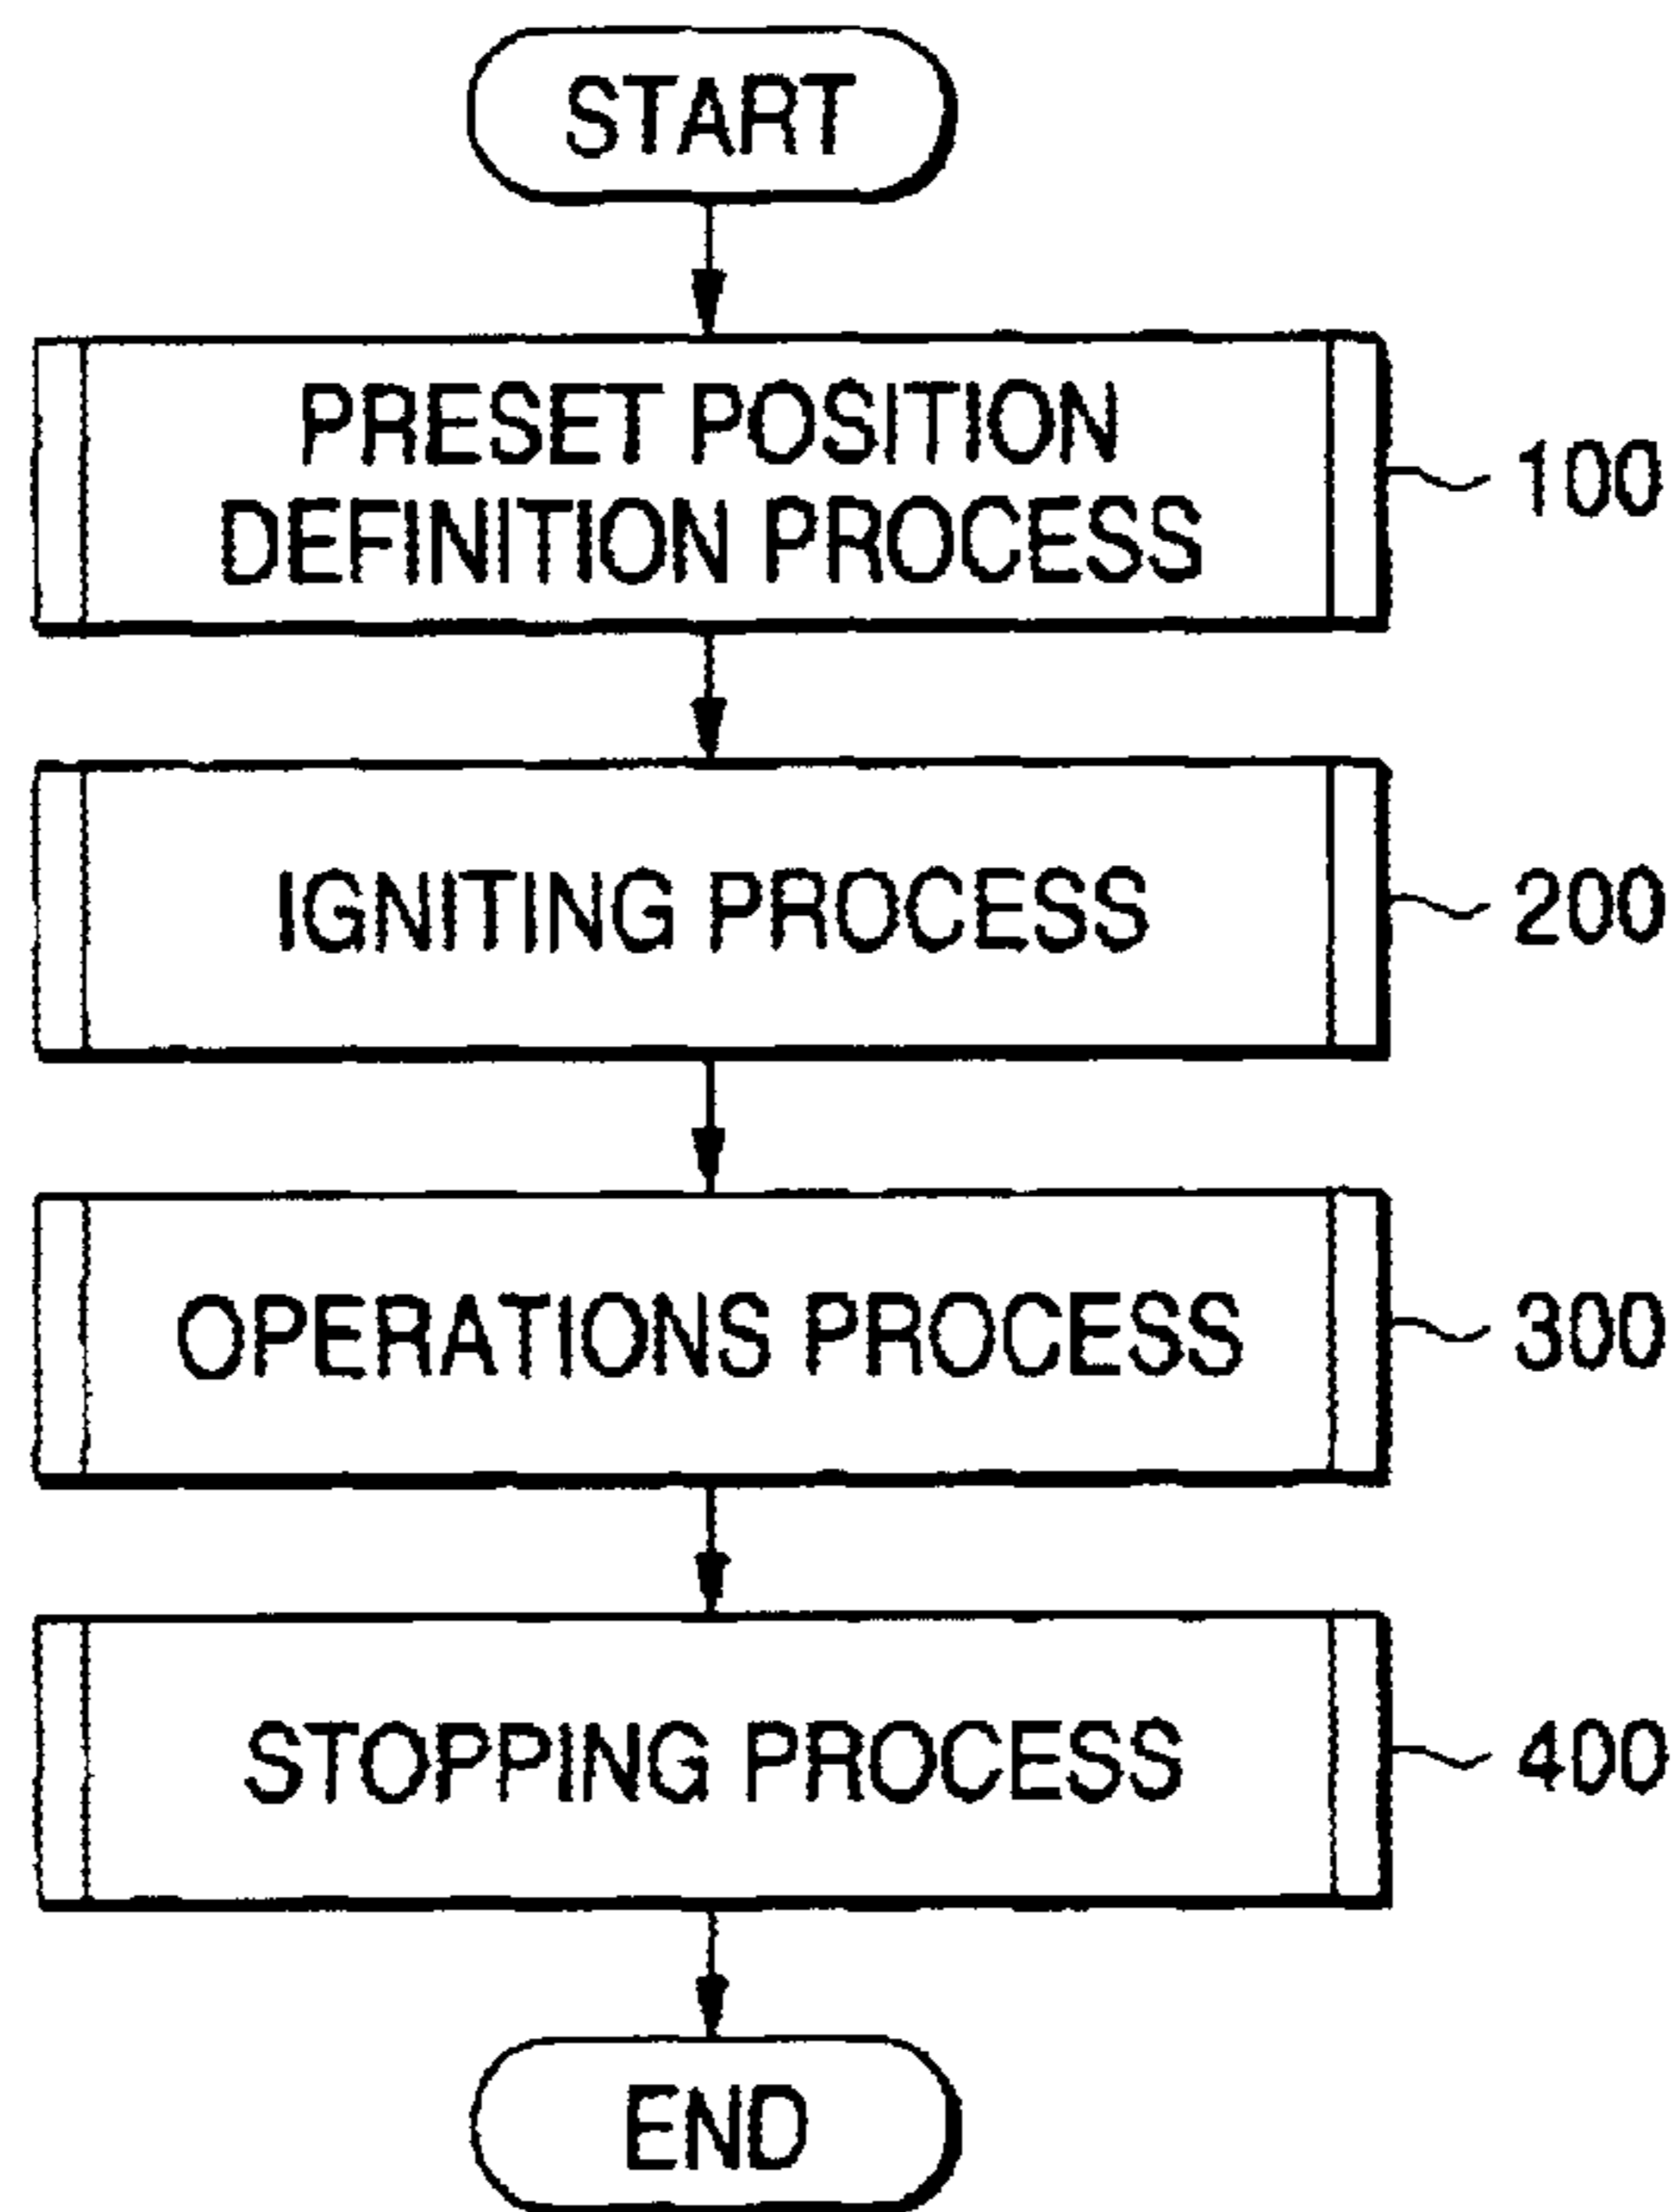 START
PRESET POSITION
DEFINITION PROCESS
100
IGNITING PROCESS
200
OPERATIONS PROCESS
300
STOPPING PROCESS
400
END